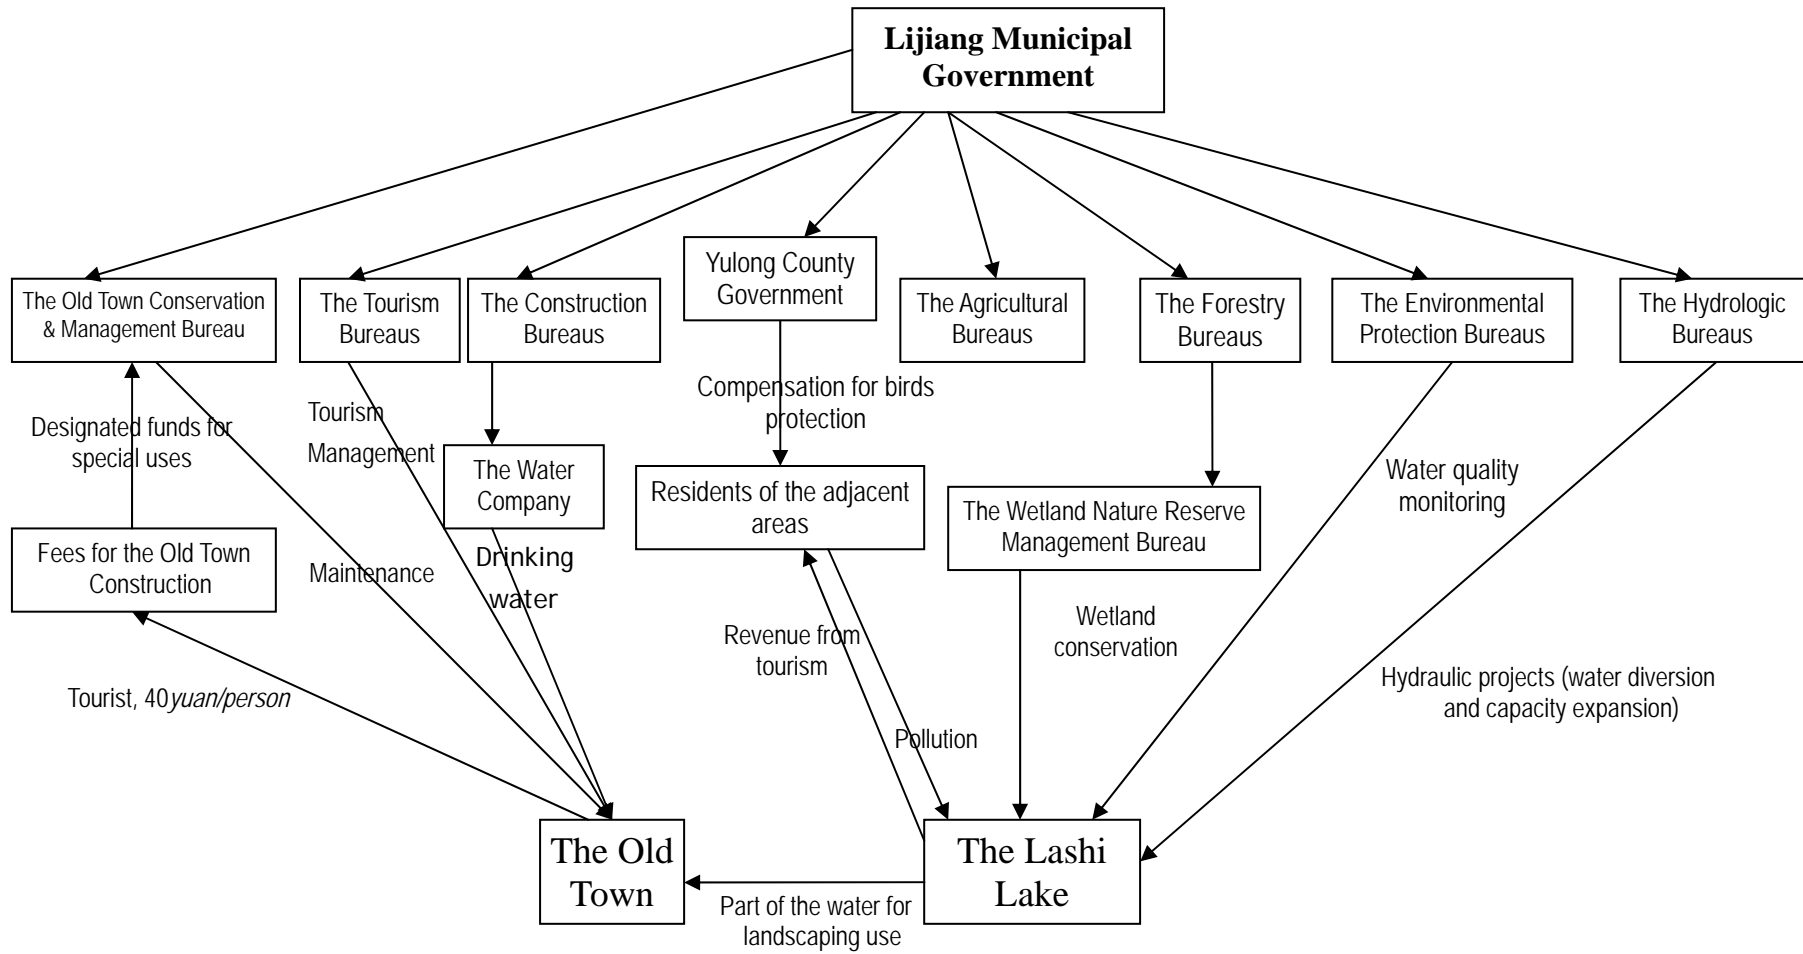 Lijiang Municipal
Government
Yulong County
Government
The Old Town Conservation
& Management Bureau
The Tourism
Bureaus
The Construction
Bureaus
The Agricultural
Bureaus
The Forestry
Bureaus
The Environmental
Protection Bureaus
The Hydrologic
Bureaus
Designated funds for
special uses
Tourism
Management
Compensation for birds
protection
The Water
Company
Residents of the adjacent
areas
The Wetland Nature Reserve
Management Bureau
Water quality
monitoring
Fees for the Old Town
Construction
Maintenance
Drinking
water
Revenue from
tourism
Wetland
conservation
Tourist, 40yuan/person
Pollution
Hydraulic projects (water diversion
and capacity expansion)
The Old
Town
The Lashi
Lake
Part of the water for
landscaping use